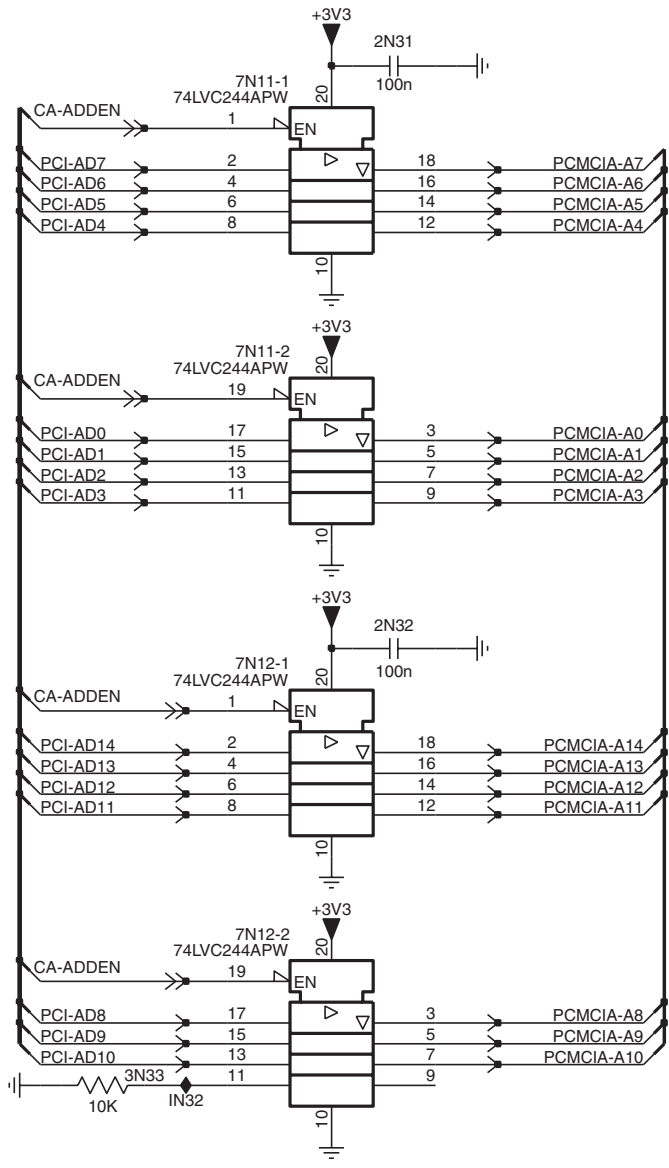 +3V3
2N31
100n
7N11-1
74LVC244APW
20
CA-ADDEN
1
EN
PCI-AD7 2 18 PCMCIA-A7
PCI-AD6 4 16 PCMCIA-A6
PCI-AD5 6 14 PCMCIA-A5
PCI-AD4 8 12 PCMCIA-A4
10
+3V3
7N11-2
74LVC244APW
20
CA-ADDEN
19
EN
PCI-AD0 17 3 PCMCIA-A0
PCI-AD1 15 5 PCMCIA-A1
PCI-AD2 13 7 PCMCIA-A2
PCI-AD3 11 9 PCMCIA-A3
10
+3V3
2N32
100n
7N12-1
74LVC244APW
20
CA-ADDEN
1
EN
PCI-AD14 2 18 PCMCIA-A14
PCI-AD13 4 16 PCMCIA-A13
PCI-AD12 6 14 PCMCIA-A12
PCI-AD11 8 12 PCMCIA-A11
10
+3V3
7N12-2
74LVC244APW
20
CA-ADDEN
19
EN
PCI-AD8 17 3 PCMCIA-A8
PCI-AD9 15 5 PCMCIA-A9
PCI-AD10 13 7 PCMCIA-A10
3N33 11 9
10K IN32
10